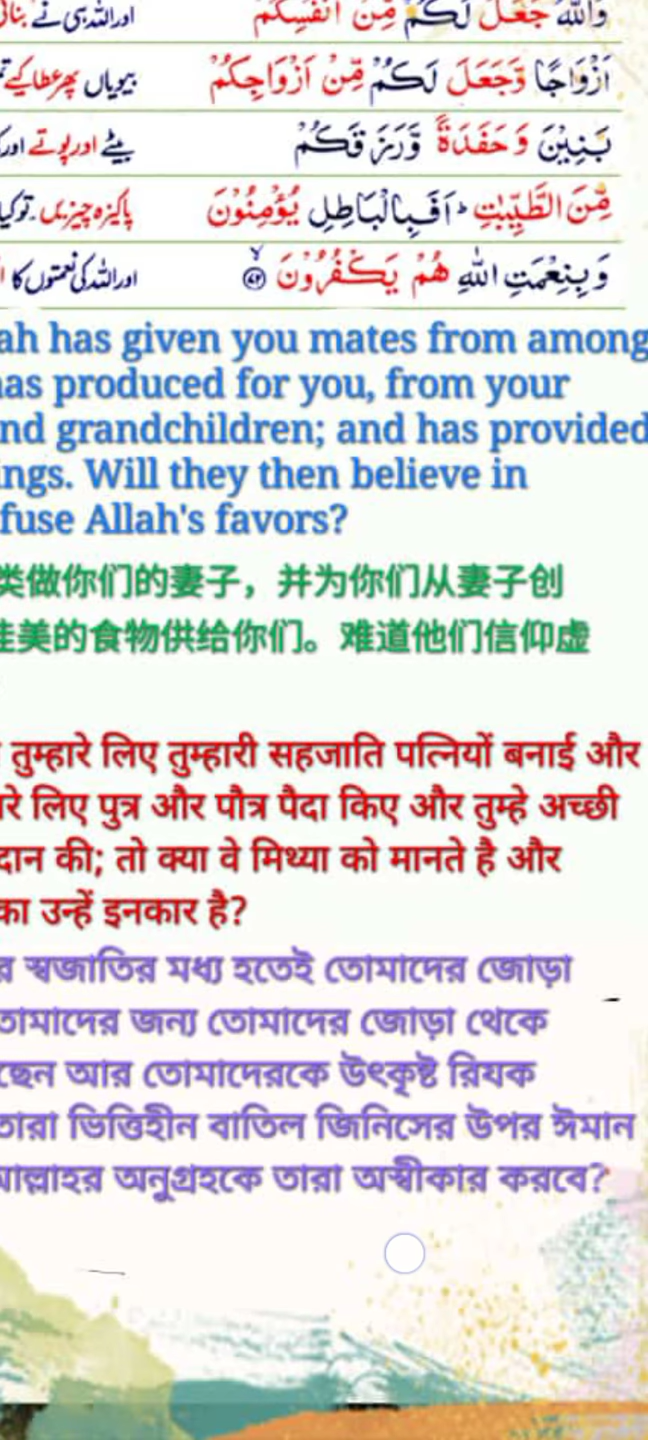 وَاللّٰهُ جَعَلَ لَكُمْ مِّنْ اَنْفُسِكُمْ
اور اللہ ہی نے
اَزْوَاجًا وَّجَعَلَ لَكُمْ مِّنْ اَزْوَاجِكُمْ
بیویاں پھر عطا کیے
بَنِيْنَ وَحَفَدَةً وَّرَزَقَكُمْ
بیٹے اور پوتے اور
مِّنَ الطَّيِّبٰتِ ؕ اَفَبِالْبَاطِلِ يُؤْمِنُوْنَ
پاکیزہ چیزیں۔ تو کیا
وَبِنِعْمَتِ اللّٰهِ هُمْ يَكْفُرُوْنَ
اور اللہ کی نعمتوں کا
ah has given you mates from among
has produced for you, from your
nd grandchildren; and has provided
ings. Will they then believe in
fuse Allah's favors?
类做你们的妻子，并为你们从妻子创
佳美的食物供给你们。难道他们信仰虚
तुम्हारे लिए तुम्हारी सहजाति पत्नियों बनाई और
रे लिए पुत्र और पौत्र पैदा किए और तुम्हे अच्छी
दान की; तो क्या वे मिथ्या को मानते है और
का उन्हें इनकार है?
র স্বজাতির মধ্য হতেই তোমাদের জোড়া
তোমাদের জন্য তোমাদের জোড়া থেকে
ছেন আর তোমাদেরকে উৎকৃষ্ট রিযক
তারা ভিত্তিহীন বাতিল জিনিসের উপর ঈমান
আল্লাহর অনুগ্রহকে তারা অস্বীকার করবে?